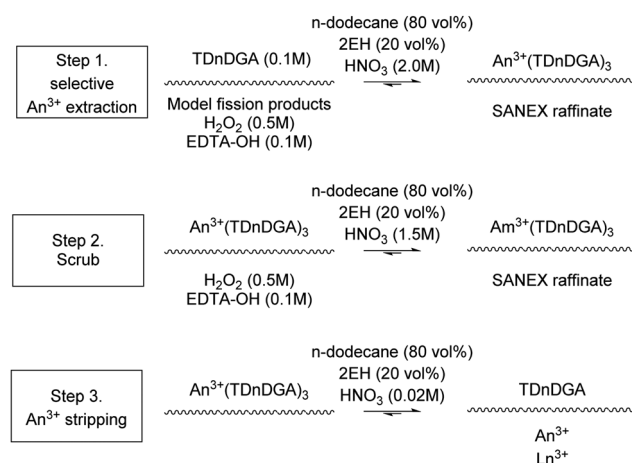 Step 1.
selective
An³⁺ extraction
TDnDGA (0.1M)
Model fission products
H₂O₂ (0.5M)
EDTA-OH (0.1M)
n-dodecane (80 vol%)
2EH (20 vol%)
HNO₃ (2.0M)
An³⁺(TDnDGA)₃
SANEX raffinate
Step 2.
Scrub
An³⁺(TDnDGA)₃
H₂O₂ (0.5M)
EDTA-OH (0.1M)
n-dodecane (80 vol%)
2EH (20 vol%)
HNO₃ (1.5M)
Am³⁺(TDnDGA)₃
SANEX raffinate
Step 3.
An³⁺ stripping
An³⁺(TDnDGA)₃
n-dodecane (80 vol%)
2EH (20 vol%)
HNO₃ (0.02M)
TDnDGA
An³⁺
Ln³⁺